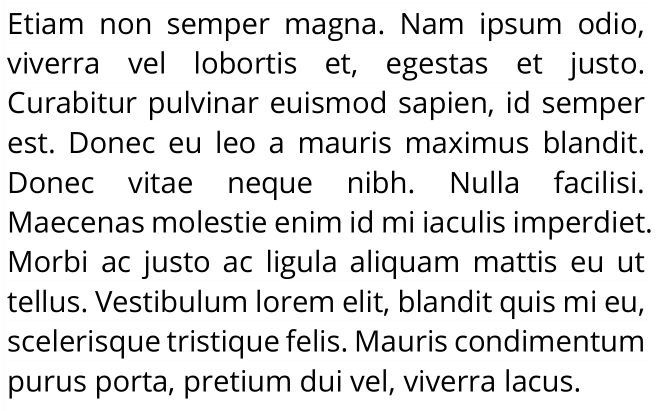 Etiam non semper magna. Nam ipsum odio,
viverra vel lobortis et, egestas et justo.
Curabitur pulvinar euismod sapien, id semper
est. Donec eu leo a mauris maximus blandit.
Donec vitae neque nibh. Nulla facilisi.
Maecenas molestie enim id mi iaculis imperdiet.
Morbi ac justo ac ligula aliquam mattis eu ut
tellus. Vestibulum lorem elit, blandit quis mi eu,
scelerisque tristique felis. Mauris condimentum
purus porta, pretium dui vel, viverra lacus.